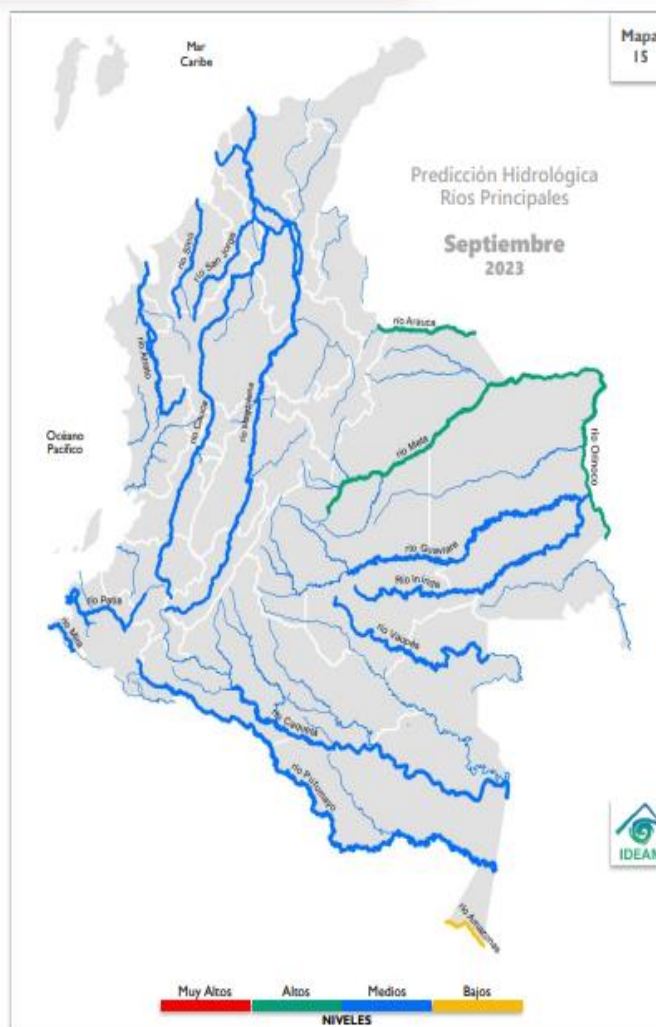 Mar
Caribe
Mapa
15
Predicción Hidrológica
Ríos Principales
Septiembre
2023
río Sinú
río San Jorge
río Arauca
río Atrato
río Cauca
río Magdalena
río Meta
río Orinoco
Océano
Pacífico
río Guaviare
Río Inírida
río Patía
río Mira
río Vaupés
río Caquetá
río Putumayo
IDEAM
río Amazonas
Muy Altos
Altos
Medios
Bajos
NIVELES